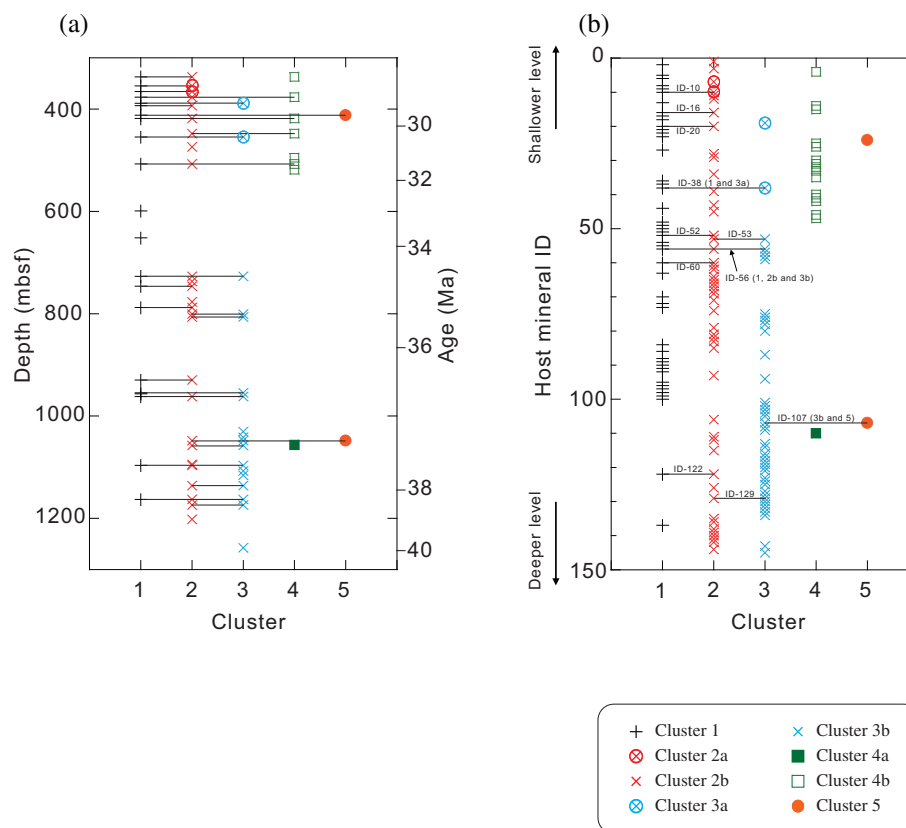 (a)
400
600
800
1000
1200
Depth (mbsf)
29
30
31
34
36
38
40
Age (Ma)
1 2 3 4 5
Cluster
(b)
Shallower level
Deeper level
Host mineral ID
0
50
100
150
ID-10
ID-16
ID-20
ID-38 (1 and 3a)
ID-52
ID-53
ID-56 (1, 2b and 3b)
ID-60
ID-107 (3b and 5)
ID-122
ID-129
1 2 3 4 5
Cluster
Cluster 1
Cluster 2a
Cluster 2b
Cluster 3a
Cluster 3b
Cluster 4a
Cluster 4b
Cluster 5